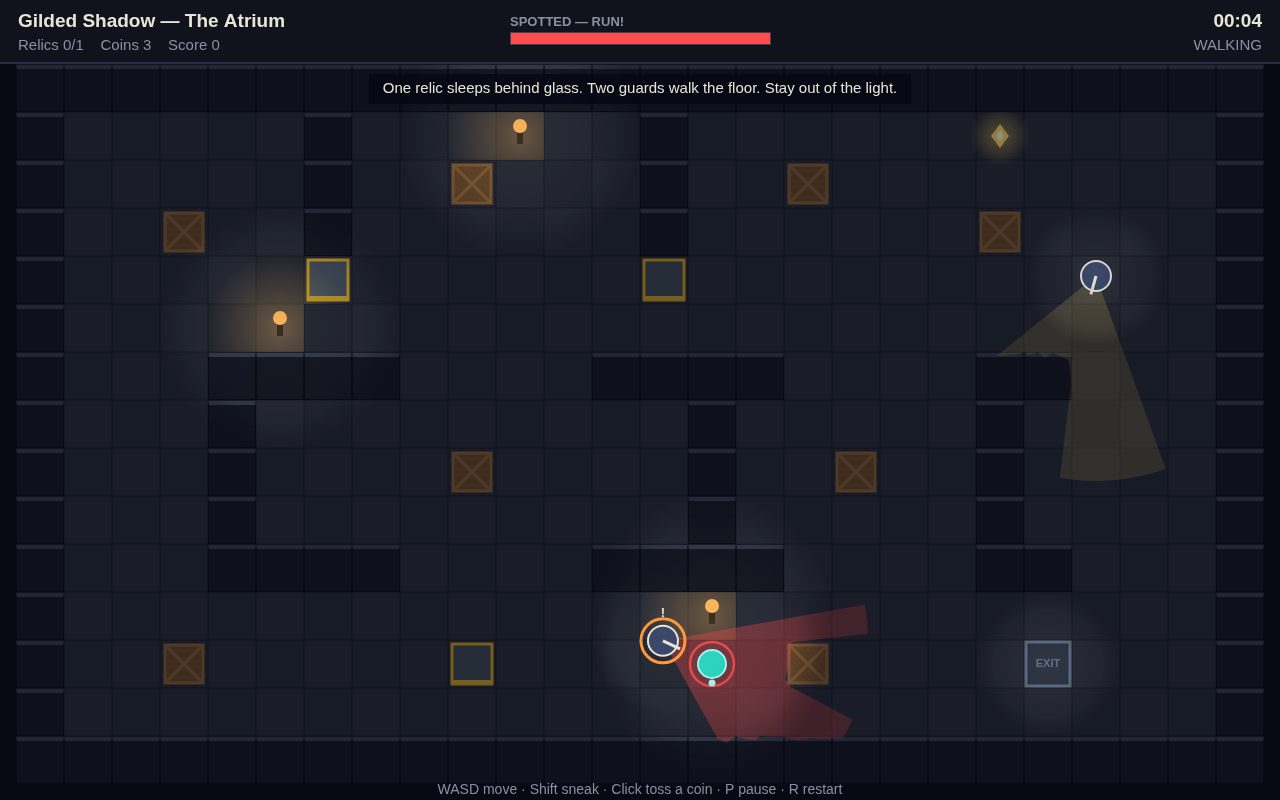 Gilded Shadow — The Atrium
Relics 0/1 Coins 3 Score 0
SPOTTED — RUN!
00:04
WALKING
One relic sleeps behind glass. Two guards walk the floor. Stay out of the light.
!
EXIT
WASD move · Shift sneak · Click toss a coin · P pause · R restart